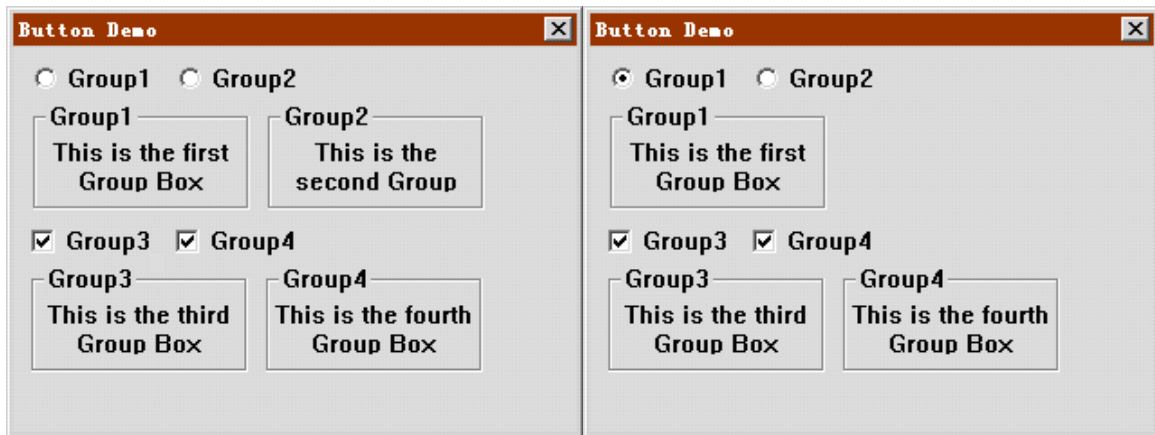 Button Demo
Group1 Group2
Group1
This is the first
Group Box
Group2
This is the
second Group
Group3 Group4
Group3
This is the third
Group Box
Group4
This is the fourth
Group Box
Button Demo
Group1 Group2
Group1
This is the first
Group Box
Group3 Group4
Group3
This is the third
Group Box
Group4
This is the fourth
Group Box